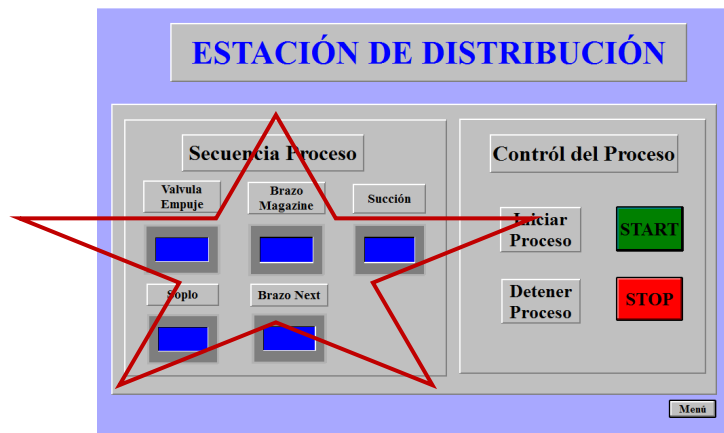 ESTACIÓN DE DISTRIBUCIÓN
Secuencia Proceso
Valvula
Empuje
Brazo
Magazine
Succión
Soplo
Brazo Next
Contról del Proceso
Iniciar
Proceso
START
Detener
Proceso
STOP
Menú